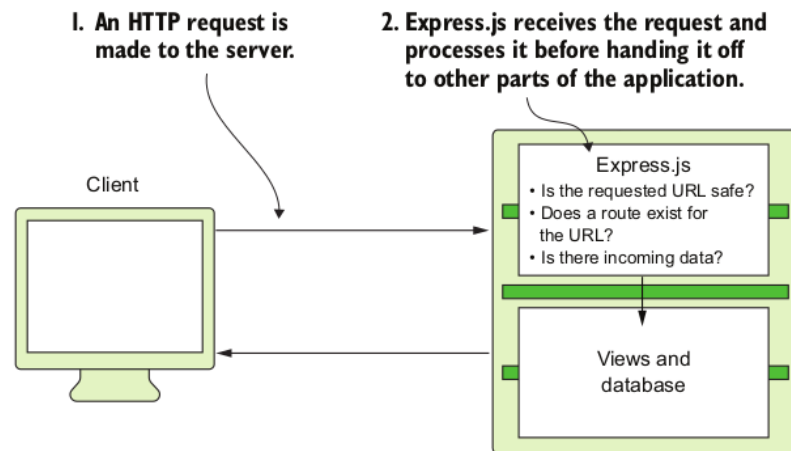 1. An HTTP request is
made to the server.
2. Express.js receives the request and
processes it before handing it off
to other parts of the application.
Client
Express.js
• Is the requested URL safe?
• Does a route exist for
the URL?
• Is there incoming data?
Views and
database